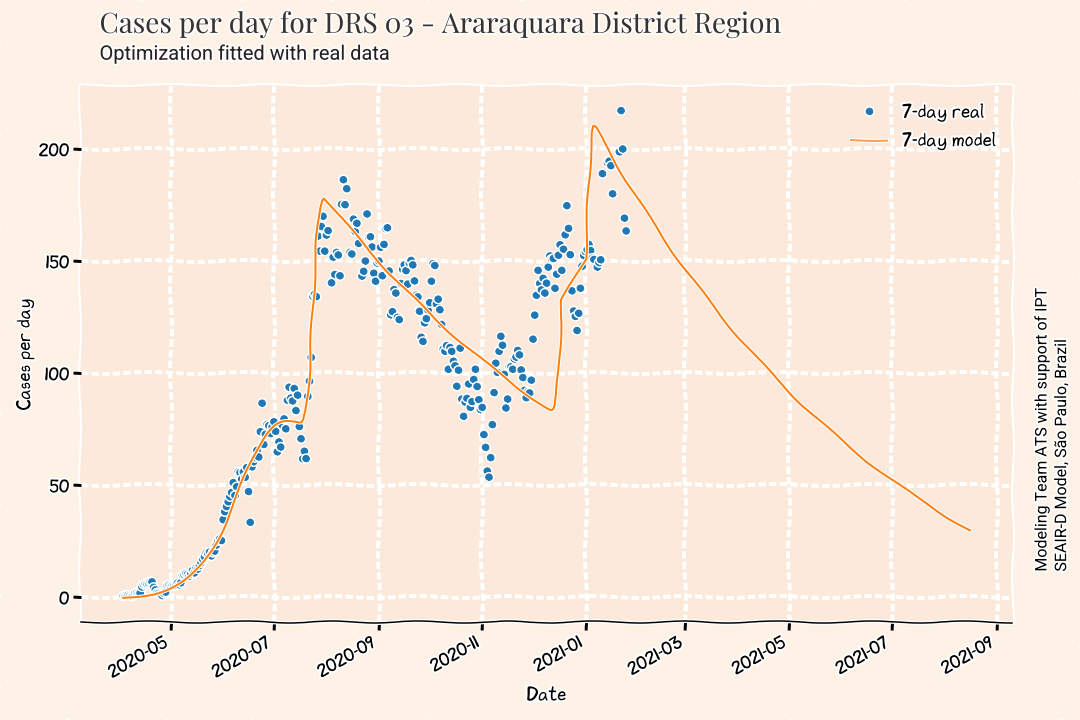 Cases per day for DRS 03 - Araraquara District Region
Optimization fitted with real data
7-day real
7-day model
Cases per day
200
150
100
50
0
2020-05
2020-07
2020-09
2020-11
2021-01
2021-03
2021-05
2021-07
2021-09
Date
Modeling Team ATS with support of IPT
SEAIR-D Model, São Paulo, Brazil